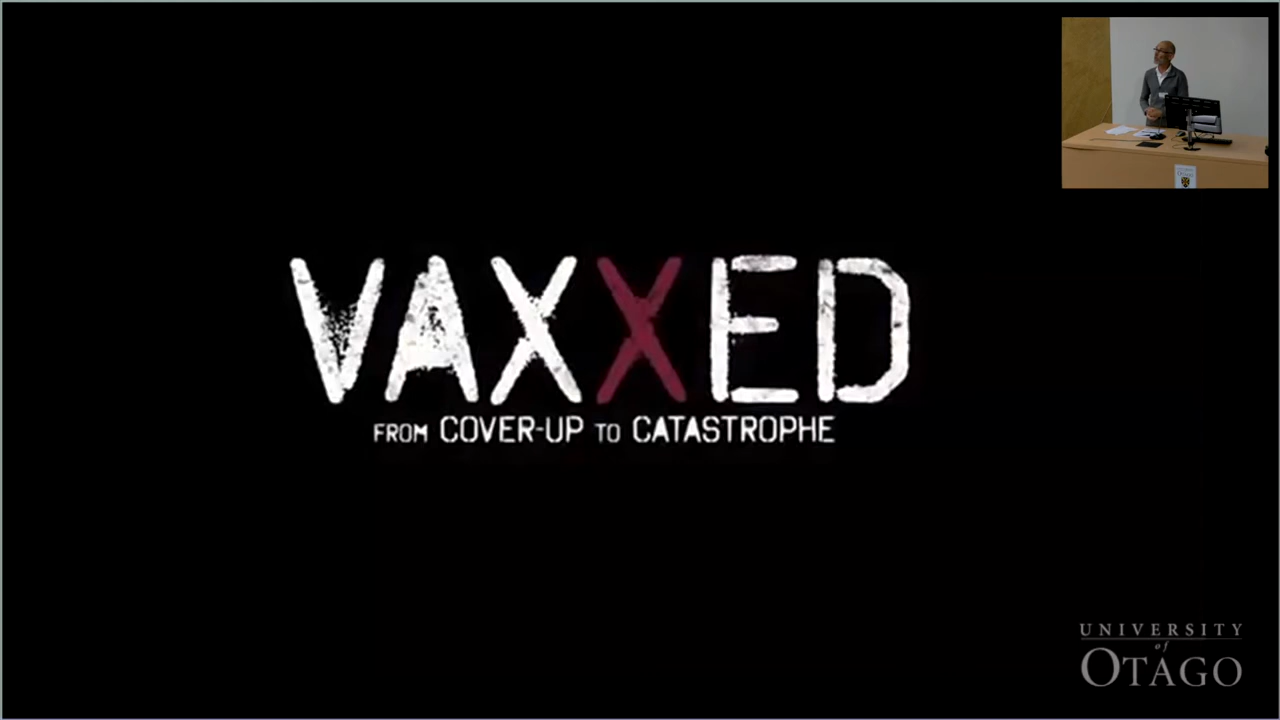 VAXXED
FROM COVER-UP TO CATASTROPHE
UNIVERSITY
of
OTAGO